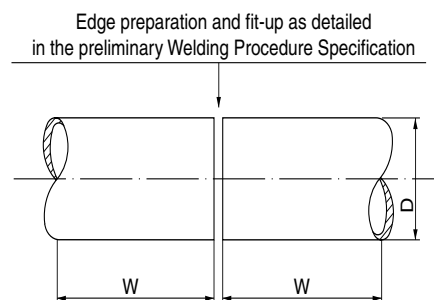 Edge preparation and fit-up as detailed
in the preliminary Welding Procedure Specification
D
W
W